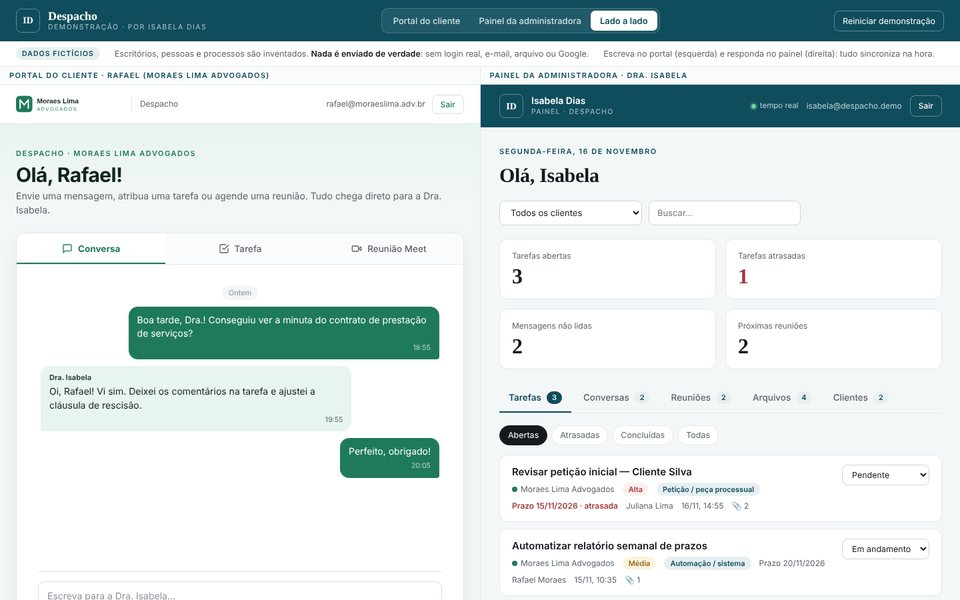 ID
Despacho
DEMONSTRAÇÃO · POR ISABELA DIAS
Portal do cliente
Painel da administradora
Lado a lado
Reiniciar demonstração
DADOS FICTÍCIOS
Escritórios, pessoas e processos são inventados. Nada é enviado de verdade: sem login real, e-mail, arquivo ou Google.
Escreva no portal (esquerda) e responda no painel (direita): tudo sincroniza na hora.
PORTAL DO CLIENTE · RAFAEL (MORAES LIMA ADVOGADOS)
M
Moraes Lima
ADVOGADOS
Despacho
rafael@moraeslima.adv.br
Sair
DESPACHO · MORAES LIMA ADVOGADOS
Olá, Rafael!
Envie uma mensagem, atribua uma tarefa ou agende uma reunião. Tudo chega direto para a Dra.
Isabela.
Conversa
Tarefa
Reunião Meet
Ontem
Boa tarde, Dra.! Conseguiu ver a minuta do contrato de prestação
de serviços?
18:55
Dra. Isabela
Oi, Rafael! Vi sim. Deixei os comentários na tarefa e ajustei a
cláusula de rescisão.
19:55
Perfeito, obrigado!
20:05
Escreva para a Dra. Isabela...
PAINEL DA ADMINISTRADORA · DRA. ISABELA
ID
Isabela Dias
PAINEL · DESPACHO
tempo real
isabela@despacho.demo
Sair
SEGUNDA-FEIRA, 16 DE NOVEMBRO
Olá, Isabela
Todos os clientes
Buscar...
Tarefas abertas
3
Tarefas atrasadas
1
Mensagens não lidas
2
Próximas reuniões
2
Tarefas 3
Conversas 2
Reuniões 2
Arquivos 4
Clientes 2
Abertas
Atrasadas
Concluídas
Todas
Revisar petição inicial — Cliente Silva
Pendente
Moraes Lima Advogados
Alta
Petição / peça processual
Prazo 15/11/2026 · atrasada
Juliana Lima
16/11, 14:55
2
Automatizar relatório semanal de prazos
Em andamento
Moraes Lima Advogados
Média
Automação / sistema
Prazo 20/11/2026
Rafael Moraes
15/11, 10:35
1